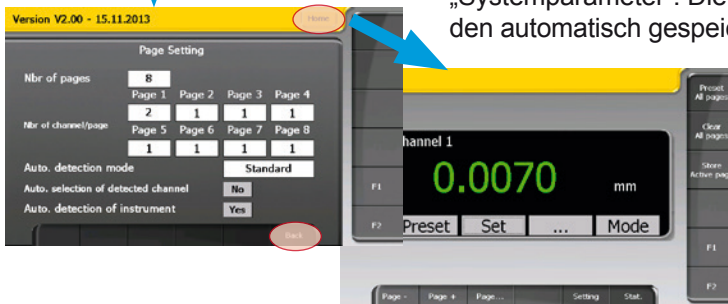 „Systemparameter“. Die
den automatisch gespei
Version V2.00 - 15.11.2013
Home
Page Setting
Nbr of pages 8
Page 1 Page 2 Page 3 Page 4
2 1 1 1
Nbr of channel/page
Page 5 Page 6 Page 7 Page 8
1 1 1 1
Auto. detection mode Standard
Auto. selection of detected channel No
Auto. detection of instrument Yes
Back
F1
F2
hannel 1
0.0070 mm
Preset Set ... Mode
Page - Page + Page... Setting Stat.
Preset
All pages
Clear
All pages
Store
Active pag
F1
F2